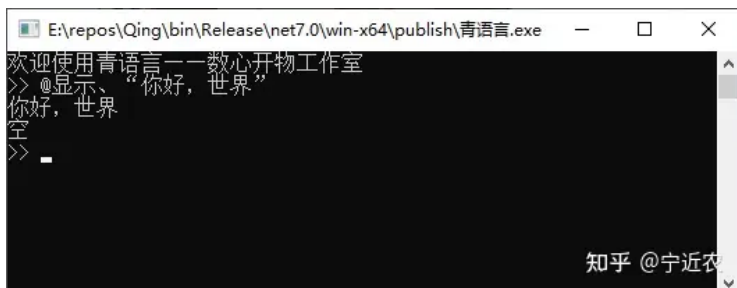 E:\repos\Qing\bin\Release\net7.0\win-x64\publish\青语言.exe
欢迎使用青语言——数心开物工作室
>> @显示、“你好，世界”
你好，世界
空
>>
知乎 @宁近农